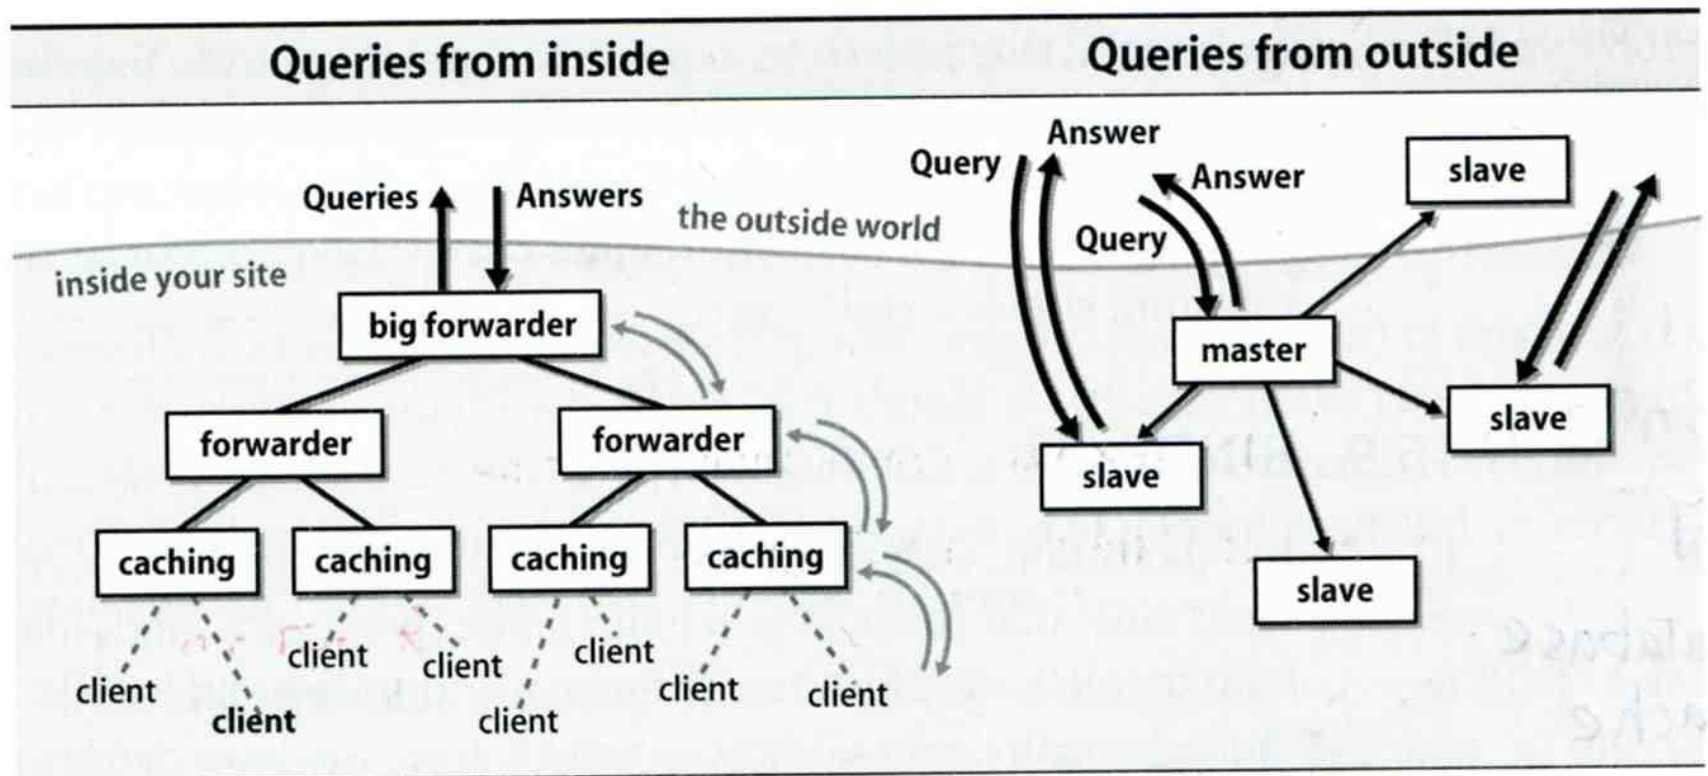 Queries from inside
Queries from outside
Queries
Answers
the outside world
inside your site
big forwarder
forwarder
forwarder
caching
caching
caching
caching
client
client
client
client
client
client
client
client
Query
Answer
Answer
Query
slave
master
slave
slave
slave